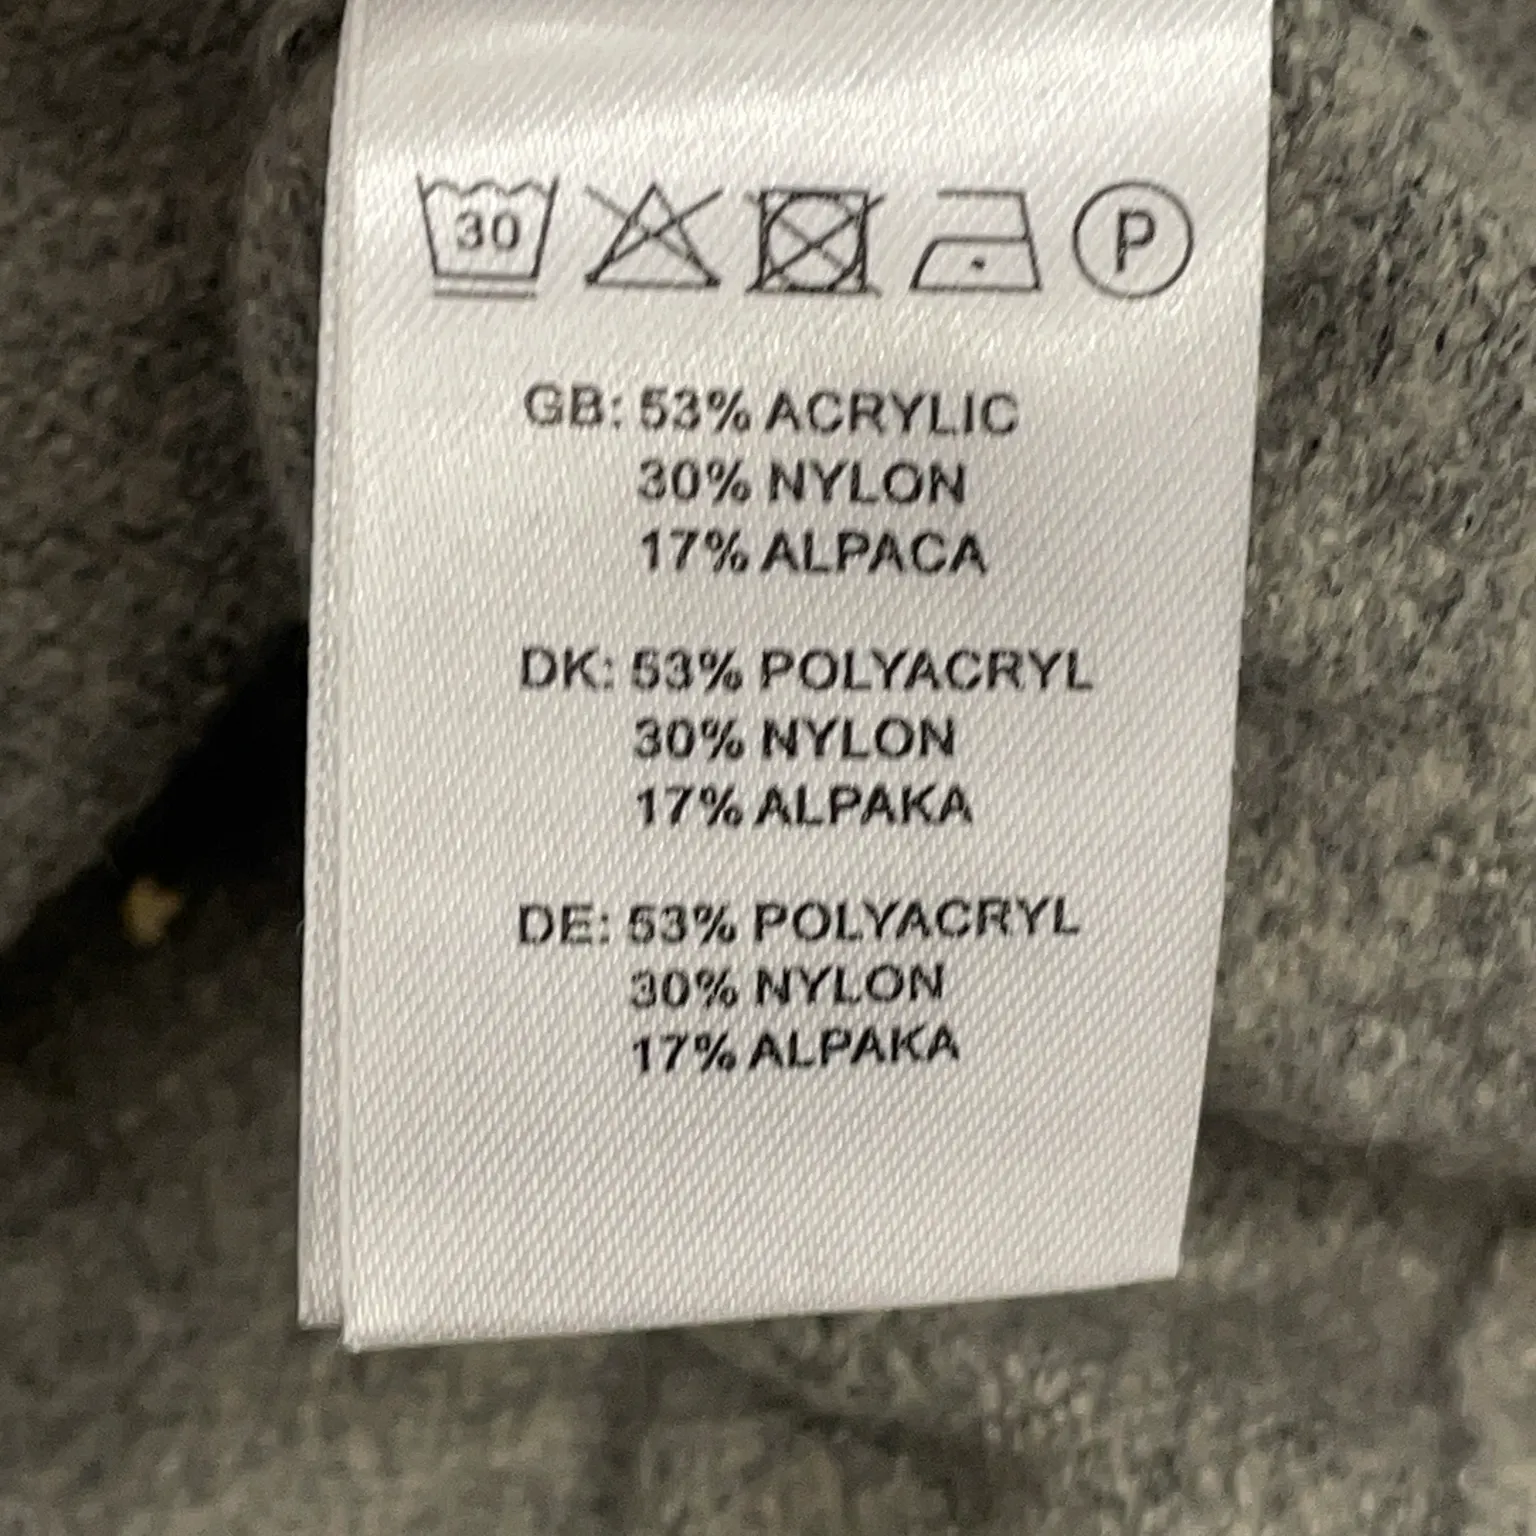 30 P
GB: 53% ACRYLIC
30% NYLON
17% ALPACA
DK: 53% POLYACRYL
30% NYLON
17% ALPAKA
DE: 53% POLYACRYL
30% NYLON
17% ALPAKA